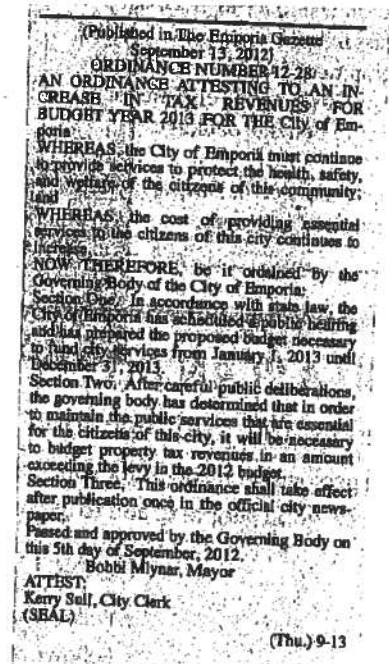 (Published in The Emporia Gazette
September 13, 2012)
ORDINANCE NUMBER 12-28
AN ORDINANCE ATTESTING TO AN IN-
CREASE IN TAX REVENUES FOR
BUDGET YEAR 2013 FOR THE City of Em-
poria
WHEREAS, the City of Emporia must continue
to provide services to protect the health, safety,
and welfare of the citizens of this community;
and
WHEREAS, the cost of providing essential
services to the citizens of this city continues to
increase.
NOW THEREFORE, be it ordained by the
Governing Body of the City of Emporia:
Section One. In accordance with state law, the
City of Emporia has scheduled a public hearing
and has prepared the proposed budget necessary
to fund city services from January 1, 2013 until
December 31, 2013.
Section Two. After careful public deliberations,
the governing body has determined that in order
to maintain the public services that are essential
for the citizens of this city, it will be necessary
to budget property tax revenues in an amount
exceeding the levy in the 2012 budget.
Section Three. This ordinance shall take effect
after publication once in the official city news-
paper.
Passed and approved by the Governing Body on
this 5th day of September, 2012.
Bobbi Mlynar, Mayor
ATTEST:
Kerry Sull, City Clerk
(SEAL)
(Thu.) 9-13